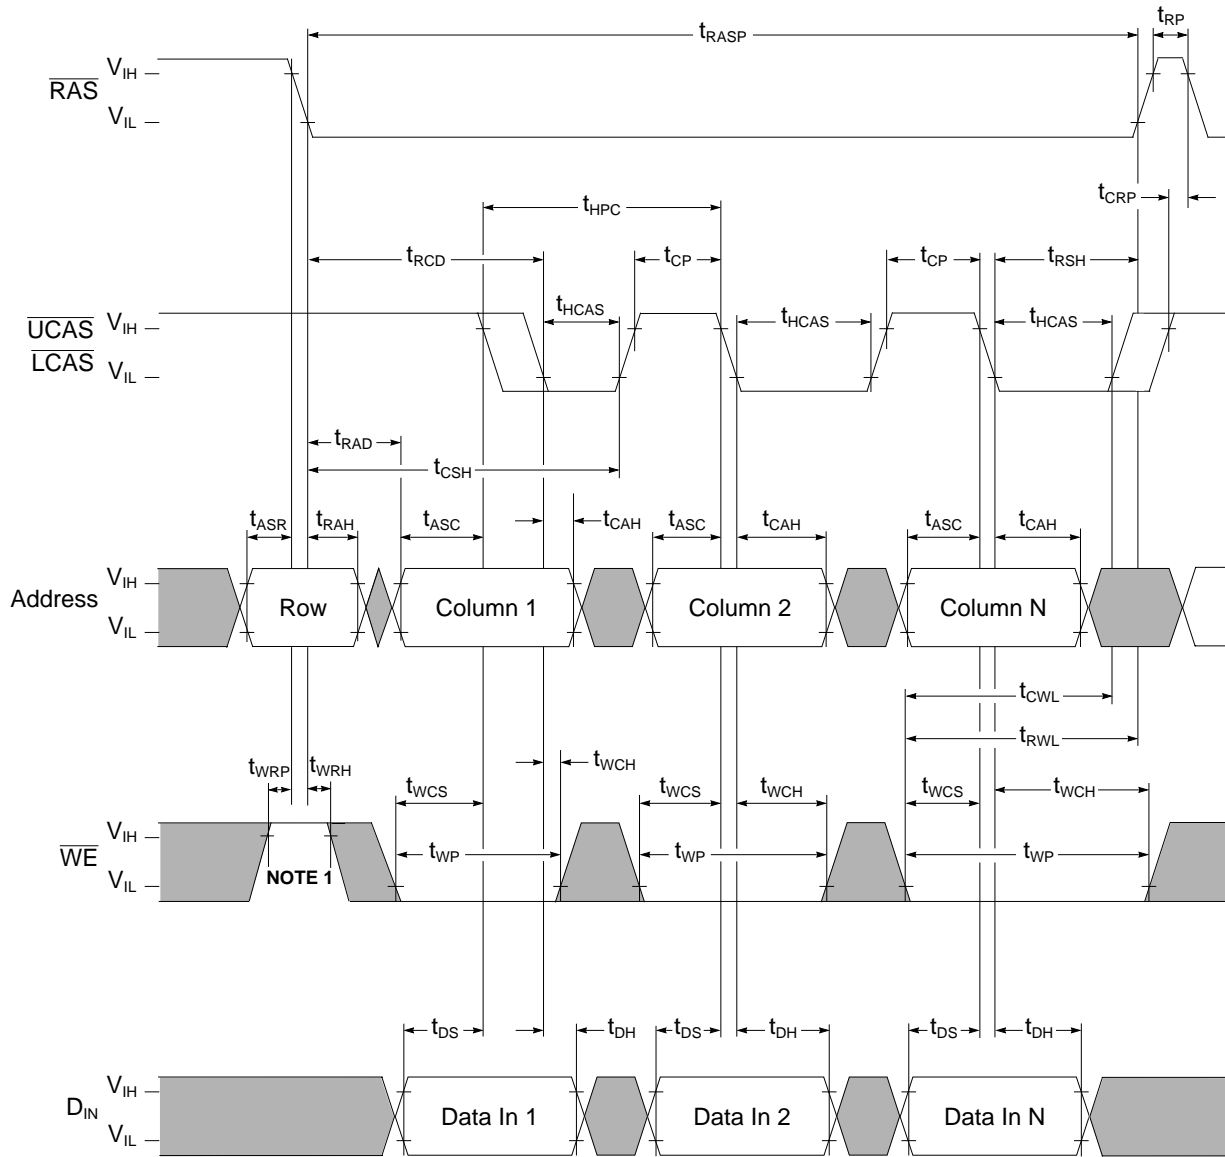 tRP
tRASP
VIH
RAS
VIL
tCRP
tHPC
tRCD tCP tCP tRSH
tHCAS tHCAS tHCAS
UCAS VIH
LCAS
VIL
tRAD
tCSH
tASR tRAH tASC tCAH tASC tCAH tASC tCAH
VIH
Address Row Column 1 Column 2 Column N
VIL
tCWL
tRWL
tWRP tWRH tWCH
tWCS tWCS tWCH tWCS tWCH
VIH
WE tWP tWP tWP
VIL NOTE 1
tDS tDH tDS tDH tDS tDH
VIH
DIN Data In 1 Data In 2 Data In N
VIL